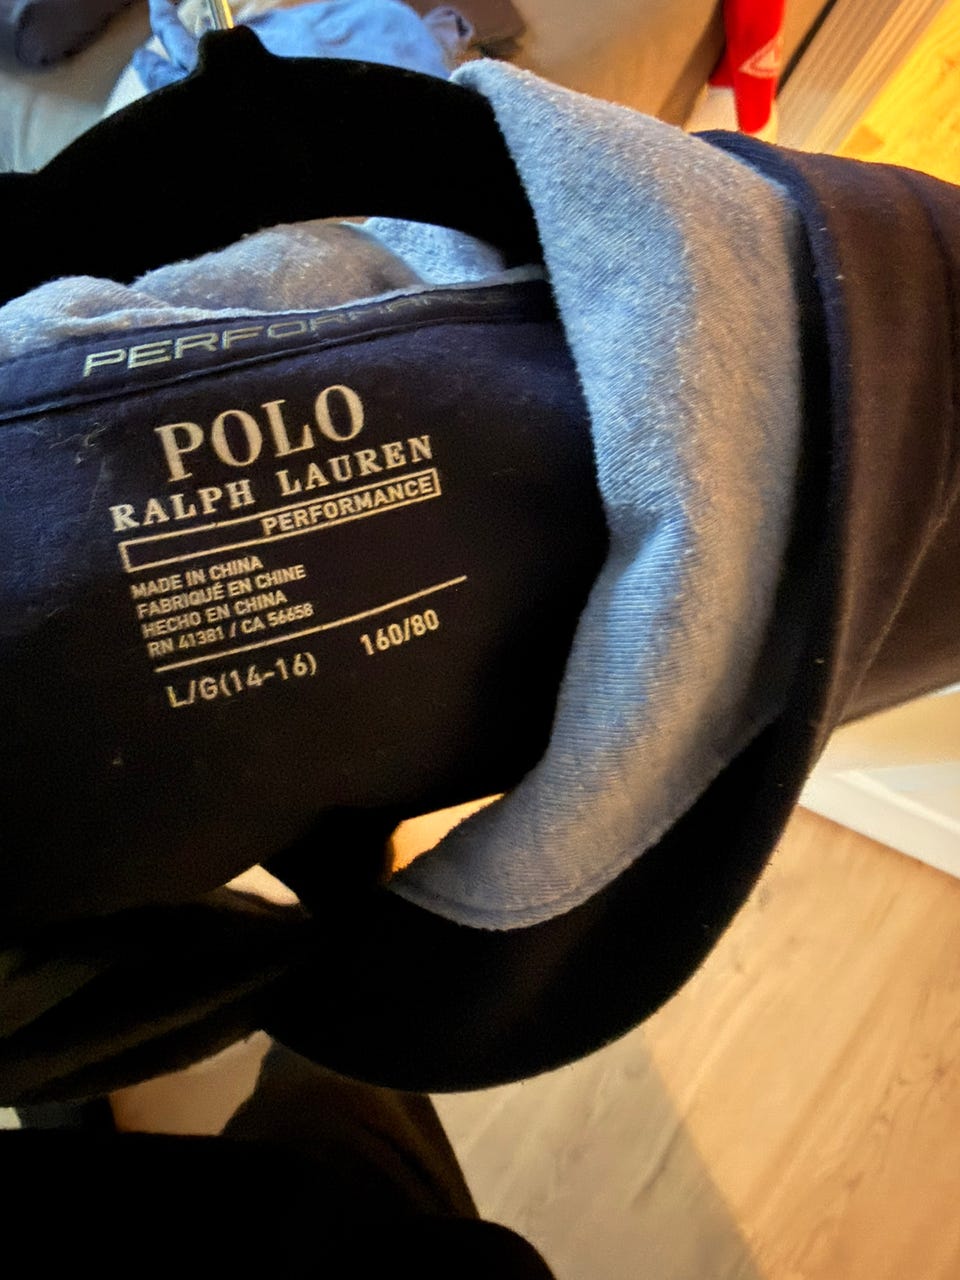 PERFORMANCE
POLO
RALPH LAUREN
PERFORMANCE
MADE IN CHINA
FABRIQUÉ EN CHINE
HECHO EN CHINA
RN 41381 / CA 56658
L/G(14-16) 160/80